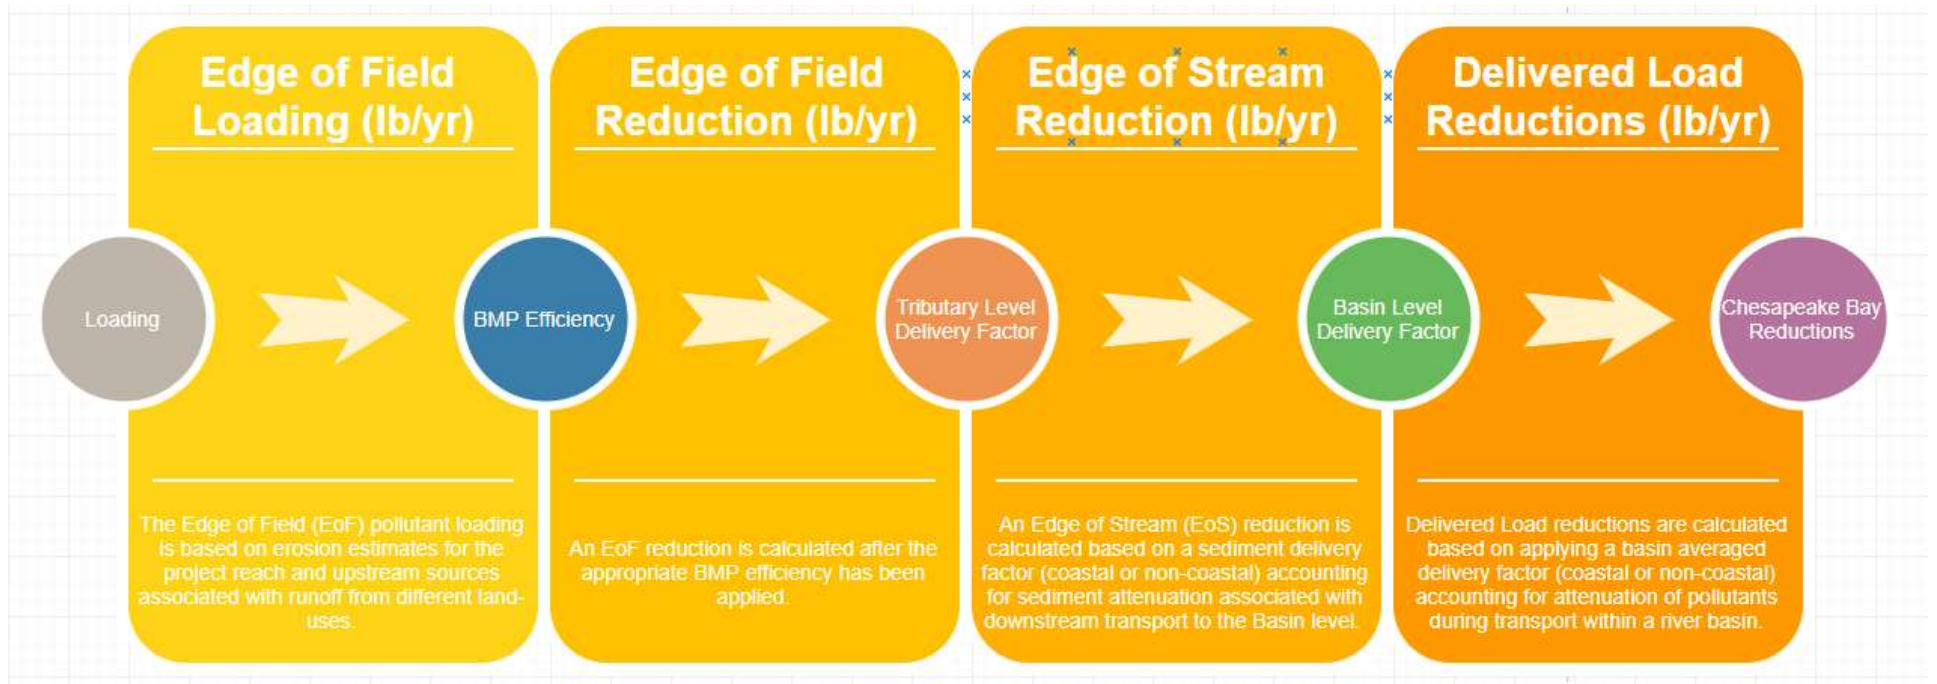 Edge of Field
Loading (lb/yr)
Edge of Field
Reduction (lb/yr)
Edge of Stream
Reduction (lb/yr)
Delivered Load
Reductions (lb/yr)
Loading
BMP Efficiency
Tributary Level
Delivery Factor
Basin Level
Delivery Factor
Chesapeake Bay
Reductions
The Edge of Field (EoF) pollutant loading
is based on erosion estimates for the
project reach and upstream sources
associated with runoff from different land-
uses.
An EoF reduction is calculated after the
appropriate BMP efficiency has been
applied.
An Edge of Stream (EoS) reduction is
calculated based on a sediment delivery
factor (coastal or non-coastal) accounting
for sediment attenuation associated with
downstream transport to the Basin level.
Delivered Load reductions are calculated
based on applying a basin averaged
delivery factor (coastal or non-coastal)
accounting for attenuation of pollutants
during transport within a river basin.